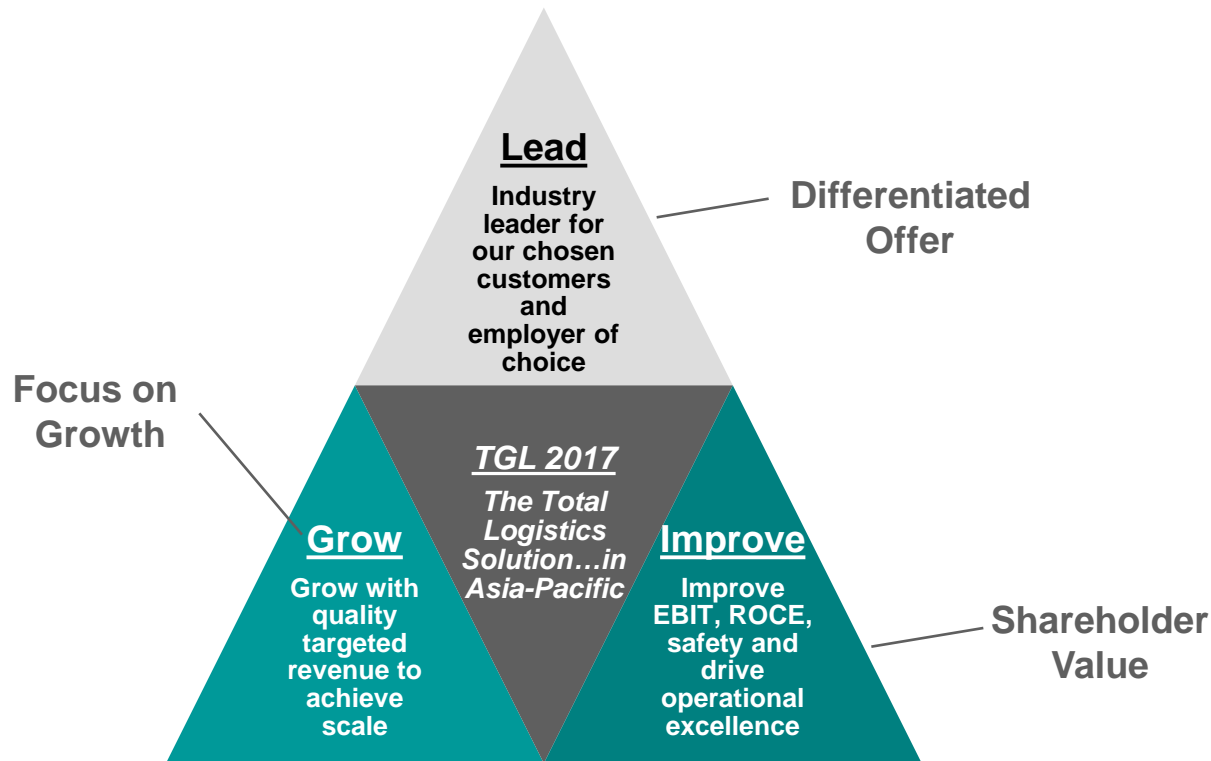 Lead
Industry
leader for
our chosen
customers
and
employer of
choice
Differentiated
Offer
Focus on
Growth
TGL 2017
The Total
Logistics
Solution…in
Asia-Pacific
Grow
Grow with
quality
targeted
revenue to
achieve
scale
Improve
Improve
EBIT, ROCE,
safety and
drive
operational
excellence
Shareholder
Value